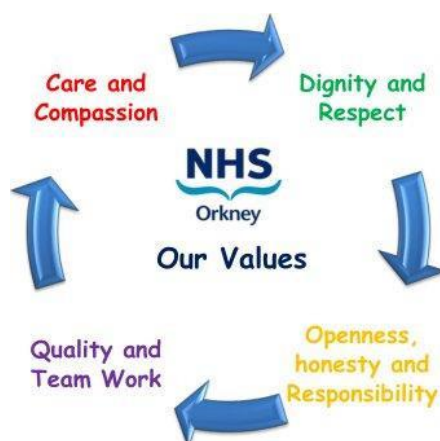 Care and
Compassion
Dignity and
Respect
NHS
Orkney
Our Values
Quality and
Team Work
Openness,
honesty and
Responsibility